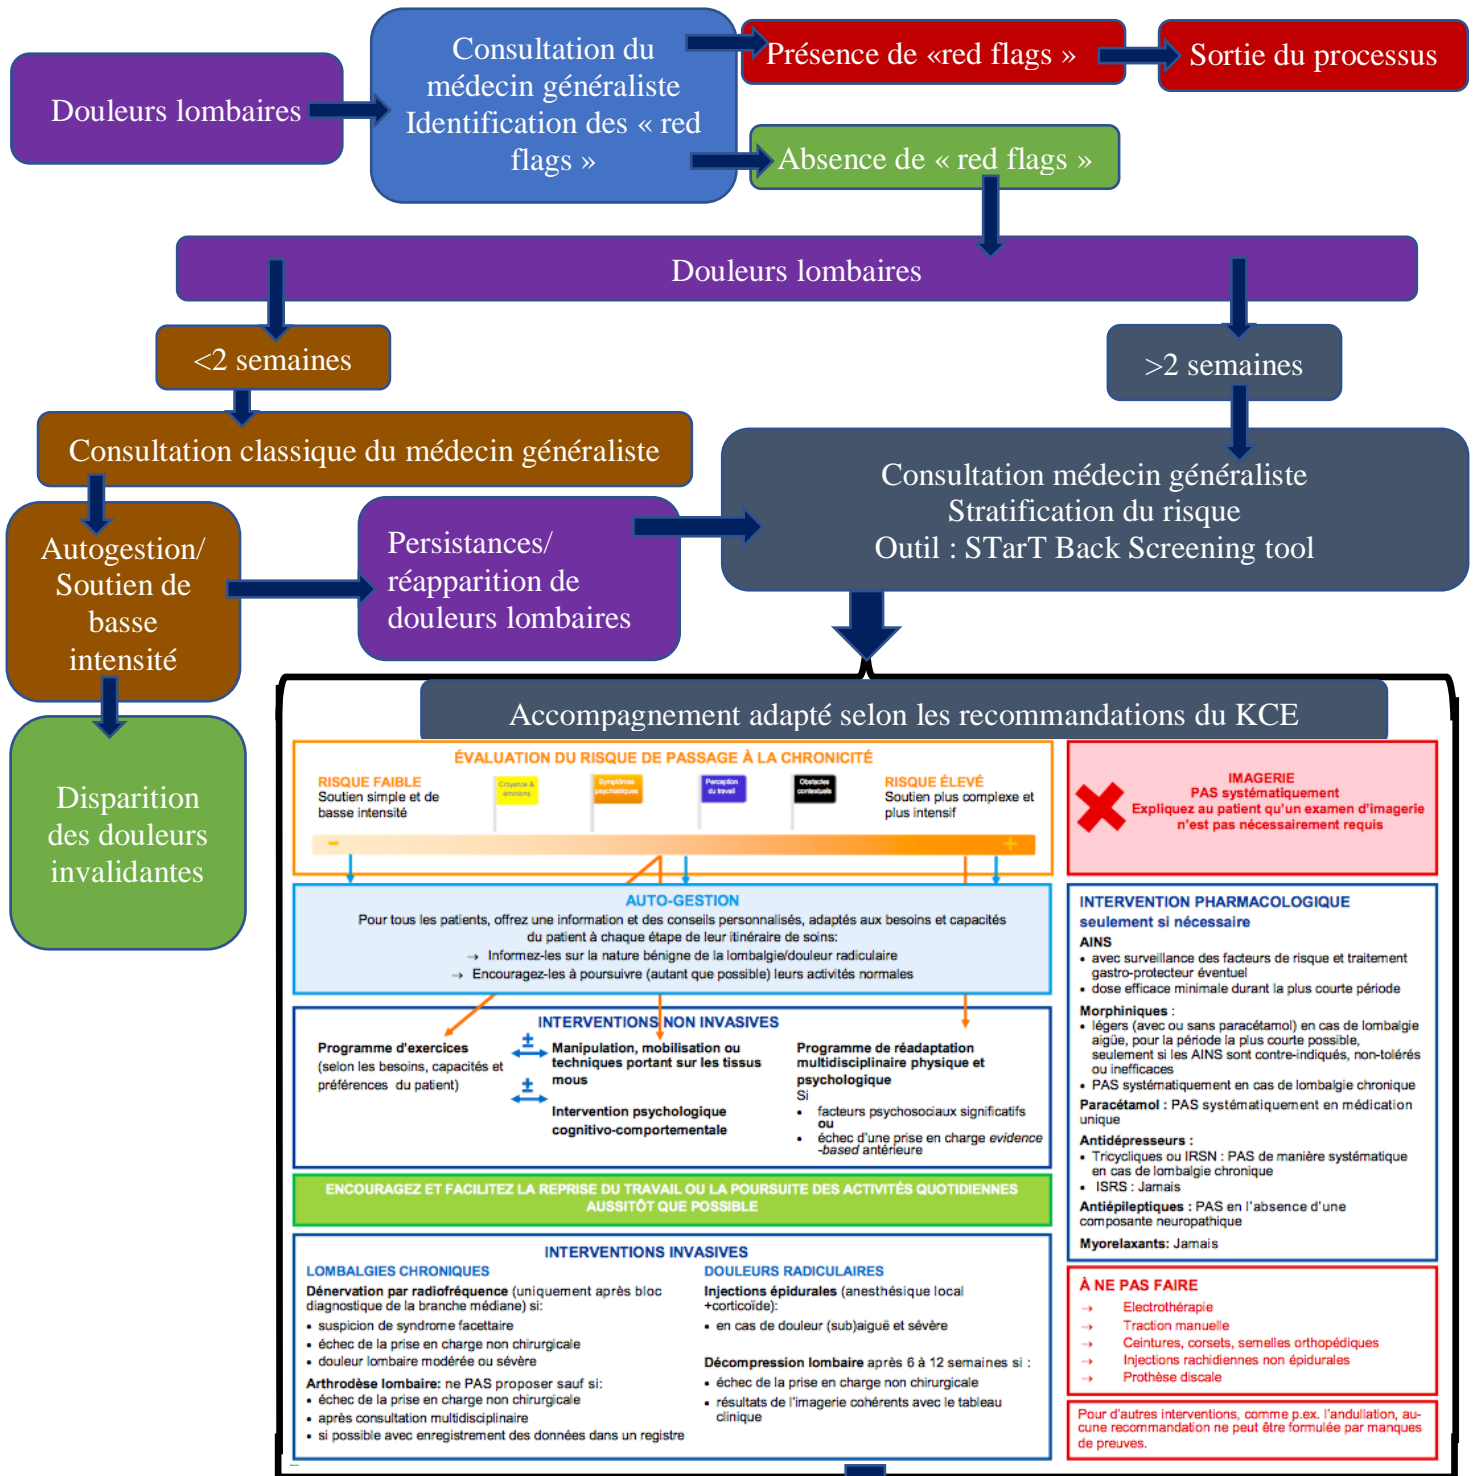 Douleurs lombaires
Consultation du
médecin généraliste
Identification des « red
flags »
Présence de «red flags »
Sortie du processus
Absence de « red flags »
Douleurs lombaires
<2 semaines
>2 semaines
Consultation classique du médecin généraliste
Consultation médecin généraliste
Stratification du risque
Outil : STarT Back Screening tool
Autogestion/
Soutien de
basse
intensité
Persistances/
réapparition de
douleurs lombaires
Disparition
des douleurs
invalidantes
Accompagnement adapté selon les recommandations du KCE
ÉVALUATION DU RISQUE DE PASSAGE À LA CHRONICITÉ
RISQUE FAIBLE
Soutien simple et de
basse intensité
Croyance &
émotions
Symptômes
psychiatriques
Perception
du travail
Obstacles
contextuels
RISQUE ÉLEVÉ
Soutien plus complexe et
plus intensif
− +
AUTO-GESTION
Pour tous les patients, offrez une information et des conseils personnalisés, adaptés aux besoins et capacités
du patient à chaque étape de leur itinéraire de soins:
→ Informez-les sur la nature bénigne de la lombalgie/douleur radiculaire
→ Encouragez-les à poursuivre (autant que possible) leurs activités normales
INTERVENTIONS NON INVASIVES
Programme d'exercices
(selon les besoins, capacités et
préférences du patient)
±
±
Manipulation, mobilisation ou
techniques portant sur les tissus
mous
Intervention psychologique
cognitivo-comportementale
Programme de réadaptation
multidisciplinaire physique et
psychologique
Si
• facteurs psychosociaux significatifs
ou
• échec d'une prise en charge evidence
-based antérieure
ENCOURAGEZ ET FACILITEZ LA REPRISE DU TRAVAIL OU LA POURSUITE DES ACTIVITÉS QUOTIDIENNES
AUSSITÔT QUE POSSIBLE
INTERVENTIONS INVASIVES
LOMBALGIES CHRONIQUES
Dénervation par radiofréquence (uniquement après bloc
diagnostique de la branche médiane) si:
• suspicion de syndrome facettaire
• échec de la prise en charge non chirurgicale
• douleur lombaire modérée ou sévère
Arthrodèse lombaire: ne PAS proposer sauf si:
• échec de la prise en charge non chirurgicale
• après consultation multidisciplinaire
• si possible avec enregistrement des données dans un registre
DOULEURS RADICULAIRES
Injections épidurales (anesthésique local
+corticoïde):
• en cas de douleur (sub)aiguë et sévère
Décompression lombaire après 6 à 12 semaines si :
• échec de la prise en charge non chirurgicale
• résultats de l'imagerie cohérents avec le tableau
clinique
IMAGERIE
PAS systématiquement
Expliquez au patient qu'un examen d'imagerie
n'est pas nécessairement requis
INTERVENTION PHARMACOLOGIQUE
seulement si nécessaire
AINS
• avec surveillance des facteurs de risque et traitement
gastro-protecteur éventuel
• dose efficace minimale durant la plus courte période
Morphiniques :
• légers (avec ou sans paracétamol) en cas de lombalgie
aigüe, pour la période la plus courte possible,
seulement si les AINS sont contre-indiqués, non-tolérés
ou inefficaces
• PAS systématiquement en cas de lombalgie chronique
Paracétamol : PAS systématiquement en médication
unique
Antidépresseurs :
• Tricycliques ou IRSN : PAS de manière systématique
en cas de lombalgie chronique
• ISRS : Jamais
Antiépileptiques : PAS en l'absence d'une
composante neuropathique
Myorelaxants: Jamais
À NE PAS FAIRE
→ Electrothérapie
→ Traction manuelle
→ Ceintures, corsets, semelles orthopédiques
→ Injections rachidiennes non épidurales
→ Prothèse discale
Pour d'autres interventions, comme p.ex. l'andullation, au-
cune recommandation ne peut être formulée par manques
de preuves.